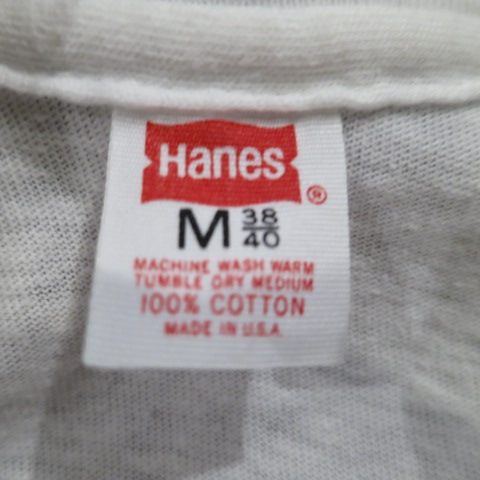 Hanes®
M 38/40
MACHINE WASH WARM
TUMBLE DRY MEDIUM
100% COTTON
MADE IN U.S.A.